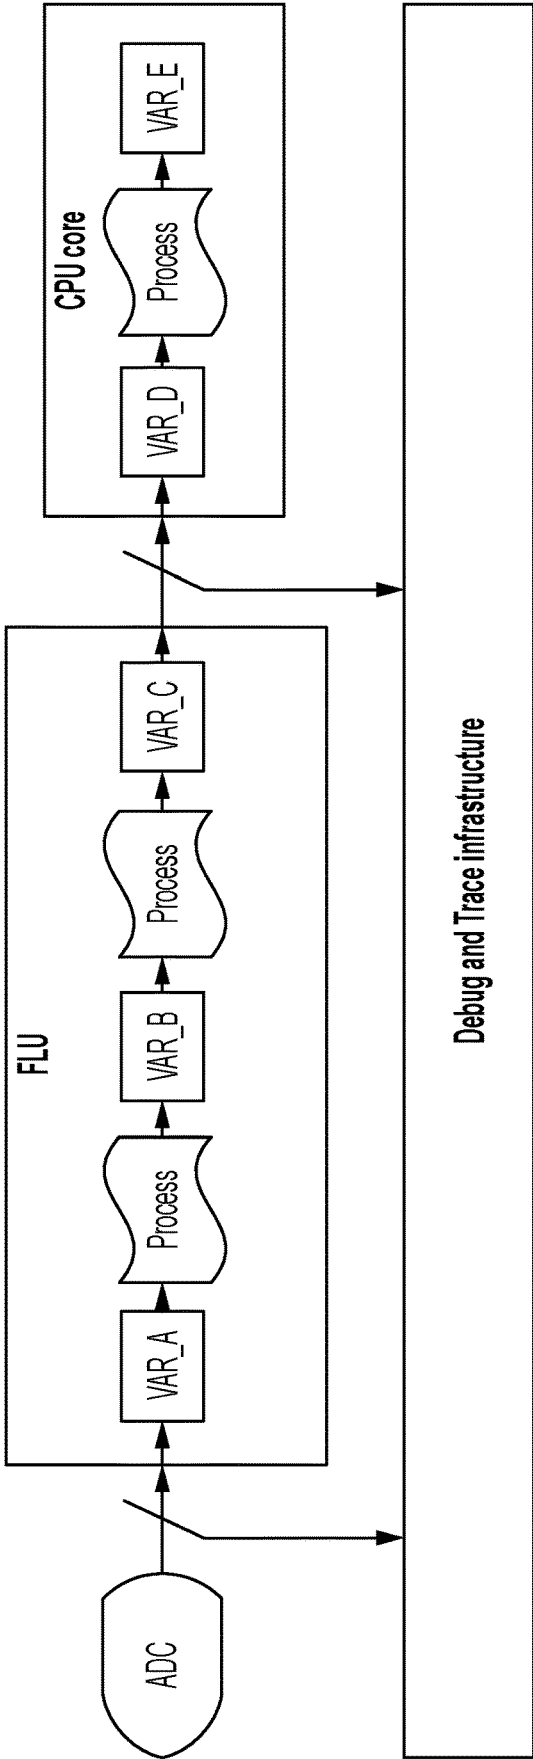 ADC
FLU
VAR_A
Process
VAR_B
Process
VAR_C
CPU core
VAR_D
Process
VAR_E
Debug and Trace infrastructure